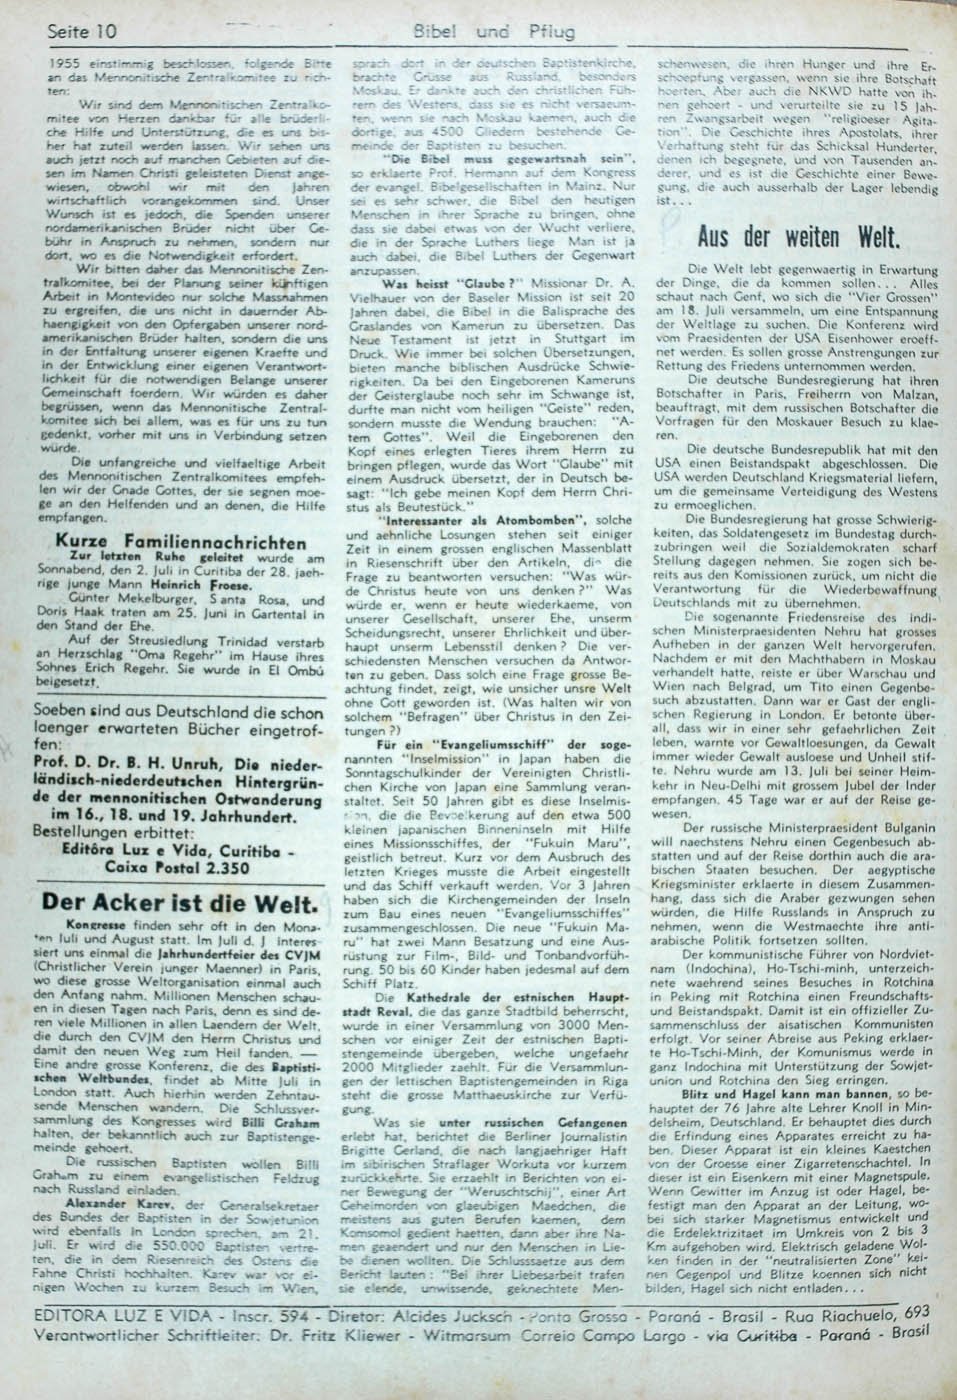 Seite 10
Bibel und Pflug
1955 einstimmig beschlossen, folgende Bitte
an das Mennonitische Zentralkomitee zu rich-
ten:
Wir sind dem Mennonitischen Zentralko-
mitee von Herzen dankbar für alle brüderli-
che Hilfe und Unterstützung, die es uns bis-
her hat zuteil werden lassen. Wir sehen uns
auch jetzt noch auf manchen Gebieten auf die-
sen im Namen Christi geleisteten Dienst ange-
wiesen, obwohl wir mit den Jahren
wirtschaftlich vorangekommen sind. Unser
Wunsch ist es jedoch, die Spenden unserer
nordamerikanischen Brüder nicht über Ge-
bühr in Anspruch zu nehmen, sondern nur
dort, wo es die Notwendigkeit erfordert.
Wir bitten daher das Mennonitische Zen-
tralkomitee, bei der Planung seiner künftigen
Arbeit in Montevideo nur solche Massnahmen
zu ergreifen, die uns nicht in dauernder Ab-
haengigkeit von den Opfergaben unserer nord-
amerikanischen Brüder halten, sondern die uns
in der Entfaltung unserer eigenen Kraefte und
in der Entwicklung einer eigenen Verantwort-
lichkeit für die notwendigen Belange unserer
Gemeinschaft foerdern. Wir würden es daher
begrüssen, wenn das Mennonitische Zentral-
komitee sich bei allem, was es für uns zu tun
gedenkt, vorher mit uns in Verbindung setzen
würde.
Die unfangreiche und vielfaeltige Arbeit
des Mennonitischen Zentralkomitees empfeh-
len wir der Gnade Gottes, der sie segnen moe-
ge an den Helfenden und an denen, die Hilfe
empfangen.
Kurze Familiennachrichten
Zur letzten Ruhe geleitet wurde am
Sonnabend, den 2. Juli in Curitiba der 28. jaeh-
rige junge Mann Heinrich Froese.
Günter Mekelburger, Santa Rosa, und
Doris Haak traten am 25. Juni in Gartental in
den Stand der Ehe.
Auf der Streusiedlung Trinidad verstarb
an Herzschlag "Oma Regehr" im Hause ihres
Sohnes Erich Regehr. Sie wurde in El Ombú
beigesetzt.
Soeben sind aus Deutschland die schon
laenger erwarteten Bücher eingetrof-
fen:
Prof. D. Dr. B. H. Unruh, Die nieder-
ländisch-niederdeutschen Hintergrün-
de der mennonitischen Ostwanderung
im 16., 18. und 19. Jahrhundert.
Bestellungen erbittet:
Editôra Luz e Vida, Curitiba -
Caixa Postal 2.350
Der Acker ist die Welt.
Kongresse finden sehr oft in den Mona-
ten Juli und August statt. Im Juli d. J interes
siert uns einmal die Jahrhundertfeier des CVJM
(Christlicher Verein junger Maenner) in Paris,
wo diese grosse Weltorganisation einmal auch
den Anfang nahm. Millionen Menschen schau-
en in diesen Tagen nach Paris, denn es sind de-
ren viele Millionen in allen Laendern der Welt,
die durch den CVJM den Herrn Christus und
damit den neuen Weg zum Heil fanden. —
Eine andre grosse Konferenz, die des Baptisti-
schen Weltbundes, findet ab Mitte Juli in
London statt. Auch hierhin werden Zehntau-
sende Menschen wandern. Die Schlussver-
sammlung des Kongresses wird Billi Graham
halten, der bekanntlich auch zur Baptistenge-
meinde gehoert.
Die russischen Baptisten wollen Billi
Graham zu einem evangelistischen Feldzug
nach Russland einladen.
Alexander Karev, der Generalsekretaer
des Bundes der Baptisten in der Sowjetunion
wird ebenfalls in London sprechen, am 21.
Juli. Er wird die 550.000 Baptisten vertre-
ten, die in dem Riesenreich des Ostens die
Fahne Christi hochhalten. Karev war vor ei-
nigen Wochen zu kurzem Besuch im Wien,
sprach dort in der deutschen Baptistenkirche,
brachte Grüsse aus Russland, besonders
Moskau. Er dankte auch den christlichen Füh-
rern des Westens, dass sie es nicht versaeum-
ten, wenn sie nach Moskau kaemen, auch die
dortige, aus 4500 Gliedern bestehende Ge-
meinde der Baptisten zu besuchen.
"Die Bibel muss gegewartsnah sein",
so erklaerte Prof. Hermann auf dem Kongress
der evangel. Bibelgesellschaften in Mainz. Nur
sei es sehr schwer, die Bibel den heutigen
Menschen in ihrer Sprache zu bringen, ohne
dass sie dabei etwas von der Wucht verliere,
die in der Sprache Luthers liege Man ist ja
auch dabei, die Bibel Luthers der Gegenwart
anzupassen.
Was heisst "Glaube?" Missionar Dr. A.
Vielhauer von der Baseler Mission ist seit 20
Jahren dabei, die Bibel in die Balisprache des
Graslandes von Kamerun zu übersetzen. Das
Neue Testament ist jetzt in Stuttgart im
Druck. Wie immer bei solchen Übersetzungen,
bieten manche biblischen Ausdrücke Schwie-
rigkeiten. Da bei den Eingeborenen Kameruns
der Geisterglaube noch sehr im Schwange ist,
durfte man nicht vom heiligen "Geiste" reden,
sondern musste die Wendung brauchen: "A-
tem Gottes". Weil die Eingeborenen den
Kopf eines erlegten Tieres ihrem Herrn zu
bringen pflegen, wurde das Wort "Glaube" mit
einem Ausdruck übersetzt, der in Deutsch be-
sagt: "Ich gebe meinen Kopf dem Herrn Chri-
stus als Beutestück."
"Interessanter als Atombomben", solche
und aehnliche Losungen stehen seit einiger
Zeit in einem grossen englischen Massenblatt
in Riesenschrift über den Artikeln, die die
Frage zu beantworten versuchen: "Was wür-
de Christus heute von uns denken?" Was
würde er, wenn er heute wiederkaeme, von
unserer Gesellschaft, unserer Ehe, unserm
Scheidungsrecht, unserer Ehrlichkeit und über-
haupt unserm Lebensstil denken? Die ver-
schiedensten Menschen versuchen da Antwor-
ten zu geben. Dass solch eine Frage grosse Be-
achtung findet, zeigt, wie unsicher unsre Welt
ohne Gott geworden ist. (Was halten wir von
solchem "Befragen" über Christus in den Zei-
tungen?)
Für ein "Evangeliumsschiff" der soge-
nannten "Inselmission" in Japan haben die
Sonntagschulkinder der Vereinigten Christli-
chen Kirche von Japan eine Sammlung veran-
staltet. Seit 50 Jahren gibt es diese Inselmis-
sion, die die Bevoelkerung auf den etwa 500
kleinen japanischen Binneninseln mit Hilfe
eines Missionsschiffes, der "Fukuin Maru",
geistlich betreut. Kurz vor dem Ausbruch des
letzten Krieges musste die Arbeit eingestellt
und das Schiff verkauft werden. Vor 3 Jahren
haben sich die Kirchengemeinden der Inseln
zum Bau eines neuen "Evangeliumsschiffes"
zusammengeschlossen. Die neue "Fukuin Ma-
ru" hat zwei Mann Besatzung und eine Aus-
rüstung zur Film-, Bild- und Tonbandvorfüh-
rung. 50 bis 60 Kinder haben jedesmal auf dem
Schiff Platz.
Die Kathedrale der estnischen Haupt-
stadt Reval, die das ganze Stadtbild beherrscht,
wurde in einer Versammlung von 3000 Men-
schen vor einiger Zeit der estnischen Bapti-
stengemeinde übergeben, welche ungefaehr
2000 Mitglieder zaehlt. Für die Versammlun-
gen der lettischen Baptistengemeinden in Riga
steht die grosse Matthaeuskirche zur Verfü-
gung.
Was sie unter russischen Gefangenen
erlebt hat, berichtet die Berliner Journalistin
Brigitte Gerland, die nach langjaehriger Haft
im sibirischen Straflager Workuta vor kurzem
zurückkehrte. Sie erzaehlt in Berichten von ei-
ner Bewegung der "Weruschtschij", einer Art
Geheimorden von glaeubigen Maedchen, die
meistens aus guten Berufen kaemen, dem
Komsomol gedient haetten, dann aber ihre Na-
men geaendert und nur den Menschen in Lie-
be dienen wollten. Die Schlusssaetze aus dem
Bericht lauten: "Bei ihrer Liebesarbeit trafen
sie elende, unwissende, geknechtete Men-
schenwesen, die ihren Hunger und ihre Er-
schoepfung vergassen, wenn sie ihre Botschaft
hoerten. Aber auch die NKWD hatte von ih-
nen gehoert - und verurteilte sie zu 15 Jah-
ren Zwangsarbeit wegen "religioeser Agita-
tion". Die Geschichte ihres Apostolats, ihrer
Verhaftung steht für das Schicksal Hunderter,
denen ich begegnete, und von Tausenden an-
derer, und es ist die Geschichte einer Bewe-
gung, die auch ausserhalb der Lager lebendig
ist...
Aus der weiten Welt.
Die Welt lebt gegenwaertig in Erwartung
der Dinge, die da kommen sollen... Alles
schaut nach Genf, wo sich die "Vier Grossen"
am 18. Juli versammeln, um eine Entspannung
der Weltlage zu suchen. Die Konferenz wird
vom Praesidenten der USA Eisenhower eroeff-
net werden. Es sollen grosse Anstrengungen zur
Rettung des Friedens unternommen werden.
Die deutsche Bundesregierung hat ihren
Botschafter in Paris, Freiherrn von Malzan,
beauftragt, mit dem russischen Botschafter die
Vorfragen für den Moskauer Besuch zu klae-
ren.
Die deutsche Bundesrepublik hat mit den
USA einen Beistandspakt abgeschlossen. Die
USA werden Deutschland Kriegsmaterial liefern,
um die gemeinsame Verteidigung des Westens
zu ermoeglichen.
Die Bundesregierung hat grosse Schwierig-
keiten, das Soldatengesetz im Bundestag durch-
zubringen weil die Sozialdemokraten scharf
Stellung dagegen nehmen. Sie zogen sich be-
reits aus den Komissionen zurück, um nicht die
Verantwortung für die Wiederbewaffnung
Deutschlands mit zu übernehmen.
Die sogenannte Friedensreise des indi-
schen Ministerpraesidenten Nehru hat grosses
Aufheben in der ganzen Welt hervorgerufen.
Nachdem er mit den Machthabern in Moskau
verhandelt hatte, reiste er über Warschau und
Wien nach Belgrad, um Tito einen Gegenbe-
such abzustatten. Dann war er Gast der engli-
schen Regierung in London. Er betonte über-
all, dass wir in einer sehr gefaehrlichen Zeit
leben, warnte vor Gewaltloesungen, da Gewalt
immer wieder Gewalt ausloese und Unheil stif-
te. Nehru wurde am 13. Juli bei seiner Heim-
kehr in Neu-Delhi mit grossem Jubel der Inder
empfangen. 45 Tage war er auf der Reise ge-
wesen.
Der russische Ministerpraesident Bulganin
will naechstens Nehru einen Gegenbesuch ab-
statten und auf der Reise dorthin auch die ara-
bischen Staaten besuchen. Der aegyptische
Kriegsminister erklaerte in diesem Zusammen-
hang, dass sich die Araber gezwungen sehen
würden, die Hilfe Russlands in Anspruch zu
nehmen, wenn die Westmaechte ihre anti-
arabische Politik fortsetzen sollten.
Der kommunistische Führer von Nordviet-
nam (Indochina), Ho-Tschi-minh, unterzeich-
nete waehrend seines Besuches in Rotchina
in Peking mit Rotchina einen Freundschafts-
und Beistandspakt. Damit ist ein offizieller Zu-
sammenschluss der aisatischen Kommunisten
erfolgt. Vor seiner Abreise aus Peking erklaer-
te Ho-Tschi-Minh, der Komunismus werde in
ganz Indochina mit Unterstützung der Sowjet-
union und Rotchina den Sieg erringen.
Blitz und Hagel kann man bannen, so be-
hauptet der 76 Jahre alte Lehrer Knoll in Min-
delsheim, Deutschland. Er behauptet dies durch
die Erfindung eines Apparates erreicht zu ha-
ben. Dieser Apparat ist ein kleines Kaestchen
von der Groesse einer Zigarretenschachtel. In
dieser ist ein Eisenkern mit einer Magnetspule.
Wenn Gewitter im Anzug ist oder Hagel, be-
festigt man den Apparat an der Leitung, wo-
bei sich starker Magnetismus entwickelt und
die Erdelektrizitaet im Umkreis von 2 bis 3
Km aufgehoben wird. Elektrisch geladene Wol-
ken finden in der "neutralisierten Zone" kei-
nen Gegenpol und Blitze koennen sich nicht
bilden, Hagel sich nicht entladen...
EDITORA LUZ E VIDA - Inscr. 594 - Diretor: Alcides Jucksch - Ponta Grossa - Paraná - Brasil - Rua Riachuelo, 693
Verantwortlicher Schriftleiter: Dr. Fritz Kliewer - Witmarsum Correio Campo Largo - via Curitiba - Paraná - Brasil